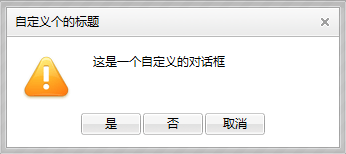 自定义个的标题
这是一个自定义的对话框
是 否 取消